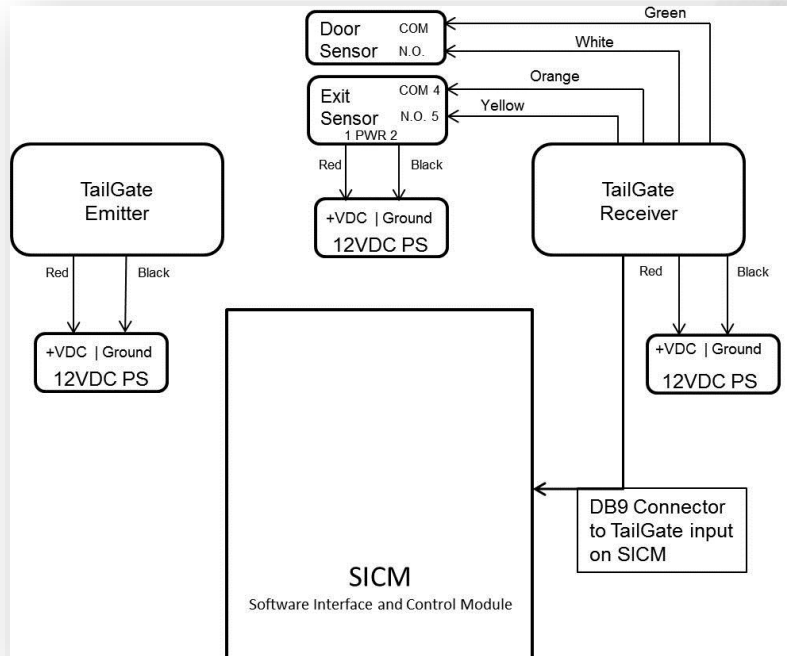 Green
Door COM
Sensor N.O.
White
Orange
Exit COM 4
Sensor N.O. 5
1 PWR 2
Yellow
Red Black
+VDC | Ground
12VDC PS
TailGate
Emitter
Red Black
+VDC | Ground
12VDC PS
TailGate
Receiver
Red Black
+VDC | Ground
12VDC PS
DB9 Connector
to TailGate input
on SICM
SICM
Software Interface and Control Module